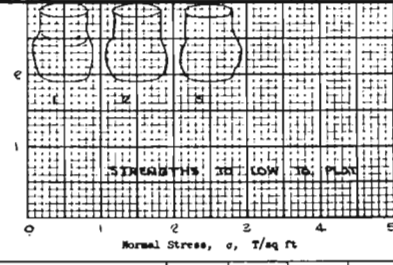 1 2 3
2
1
STRENGTHS TO LOW TO PLOT
0 1 2 3 4 5
Normal Stress, σ, T/sq ft